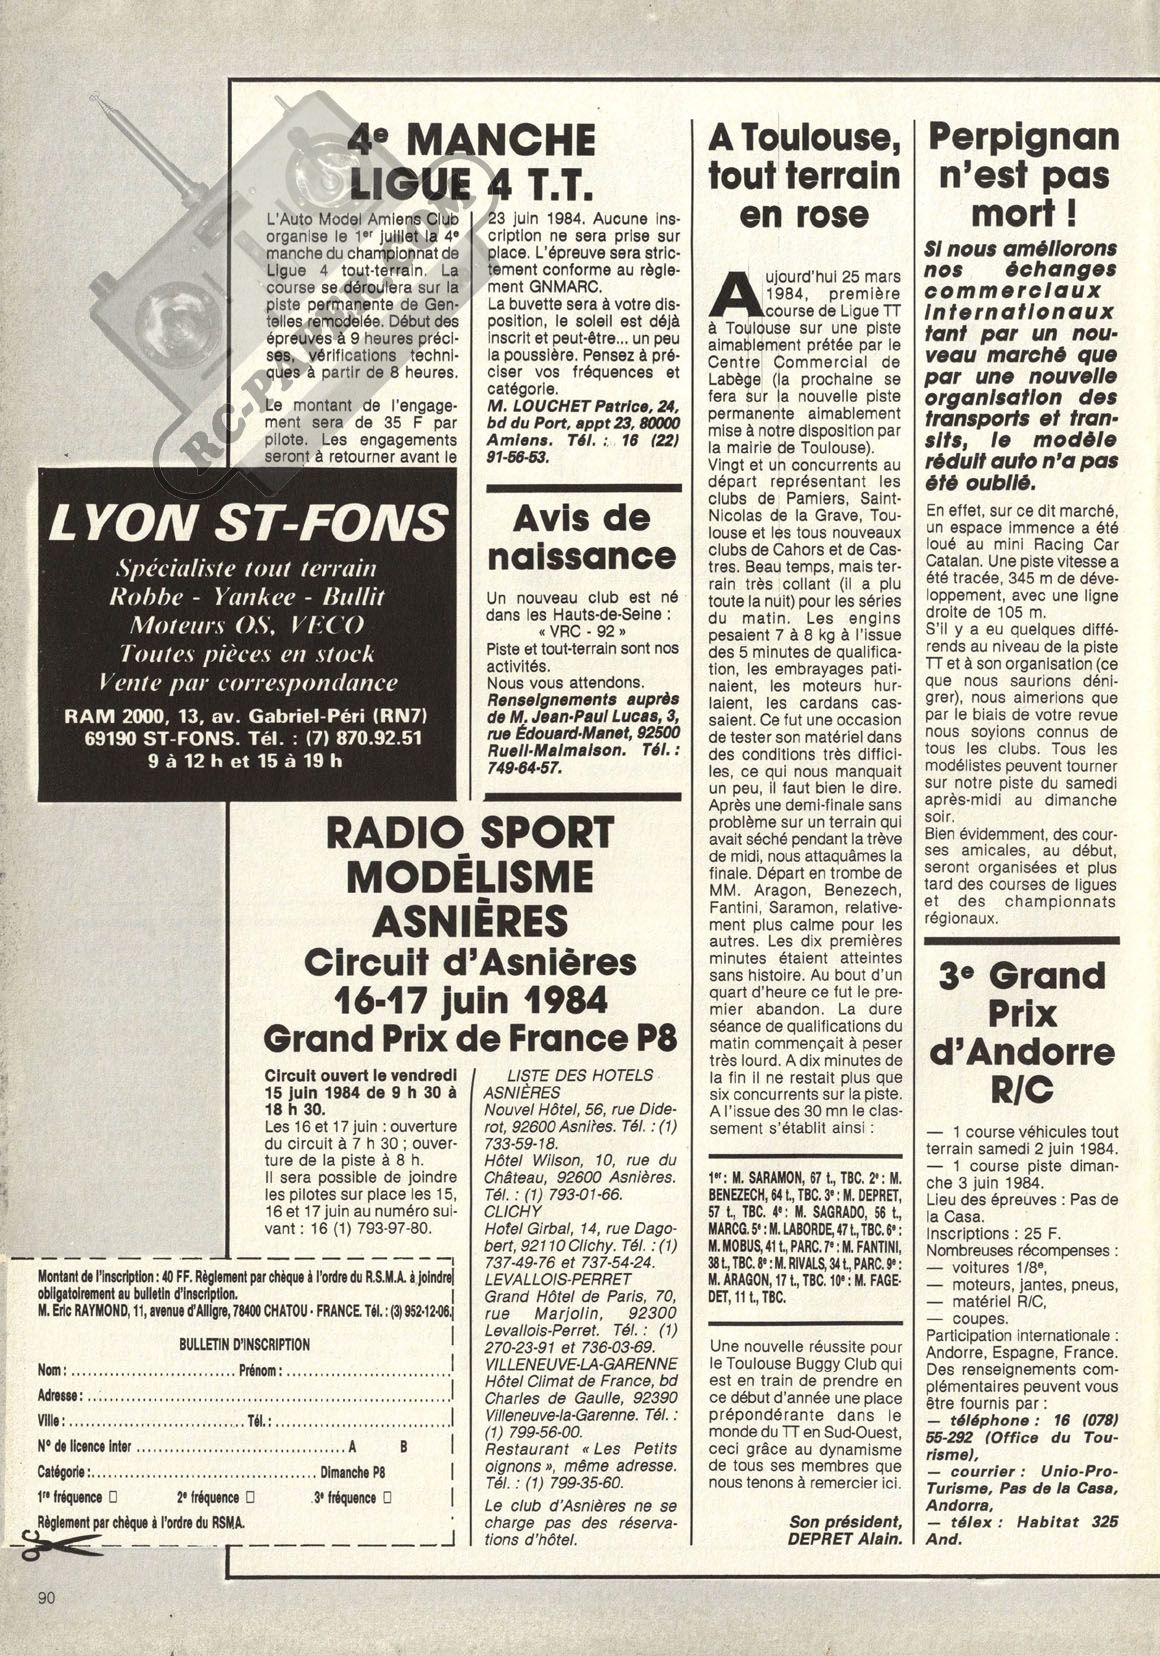 4e MANCHE
LIGUE 4 T.T.
L'Auto Model Amiens Club
organise le 1er juillet la 4e
manche du championnat de
Ligue 4 tout-terrain. La
course se déroulera sur la
piste permanente de Gen-
telles remodelée. Début des
épreuves à 9 heures préci-
ses, vérifications techni-
ques à partir de 8 heures.
Le montant de l'engage-
ment sera de 35 F par
pilote. Les engagements
seront à retourner avant le
23 juin 1984. Aucune ins-
cription ne sera prise sur
place. L'épreuve sera stric-
tement conforme au règle-
ment GNMARC.
La buvette sera à votre dis-
position, le soleil est déjà
inscrit et peut-être... un peu
la poussière. Pensez à pré-
ciser vos fréquences et
catégorie.
M. LOUCHET Patrice, 24,
bd du Port, appt 23, 80000
Amiens. Tél. : 16 (22)
91-56-53.
RC-PAVEN.COM
LYON ST-FONS
Spécialiste tout terrain
Robbe - Yankee - Bullit
Moteurs OS, VECO
Toutes pièces en stock
Vente par correspondance
RAM 2000, 13, av. Gabriel-Péri (RN7)
69190 ST-FONS. Tél. : (7) 870.92.51
9 à 12 h et 15 à 19 h
Avis de
naissance
Un nouveau club est né
dans les Hauts-de-Seine :
« VRC - 92 »
Piste et tout-terrain sont nos
activités.
Nous vous attendons.
Renseignements auprès
de M. Jean-Paul Lucas, 3,
rue Édouard-Manet, 92500
Rueil-Malmaison. Tél. :
749-64-57.
RADIO SPORT
MODÉLISME
ASNIÈRES
Circuit d'Asnières
16-17 juin 1984
Grand Prix de France P8
Circuit ouvert le vendredi
15 juin 1984 de 9 h 30 à
18 h 30.
Les 16 et 17 juin : ouverture
du circuit à 7 h 30 ; ouver-
ture de la piste à 8 h.
Il sera possible de joindre
les pilotes sur place les 15,
16 et 17 juin au numéro sui-
vant : 16 (1) 793-97-80.
LISTE DES HOTELS
ASNIÈRES
Nouvel Hôtel, 56, rue Dide-
rot, 92600 Asnières. Tél. : (1)
733-59-18.
Hôtel Wilson, 10, rue du
Château, 92600 Asnières.
Tél. : (1) 793-01-66.
CLICHY
Hotel Girbal, 14, rue Dago-
bert, 92110 Clichy. Tél. : (1)
737-49-76 et 737-54-24.
LEVALLOIS-PERRET
Grand Hôtel de Paris, 70,
rue Marjolin, 92300
Levallois-Perret. Tél. : (1)
270-23-91 et 736-03-69.
VILLENEUVE-LA-GARENNE
Hôtel Climat de France, bd
Charles de Gaulle, 92390
Villeneuve-la-Garenne. Tél. :
(1) 799-56-00.
Restaurant « Les Petits
oignons », même adresse.
Tél. : (1) 799-35-60.
Le club d'Asnières ne se
charge pas des réserva-
tions d'hôtel.
Montant de l'inscription : 40 FF. Règlement par chèque à l'ordre du R.S.M.A. à joindre
obligatoirement au bulletin d'inscription.
M. Eric RAYMOND, 11, avenue d'Alligre, 78400 CHATOU - FRANCE. Tél. : (3) 952-12-06.
BULLETIN D'INSCRIPTION
Nom : Prénom :
Adresse :
Ville : Tél. :
N° de licence inter A B
Catégorie : Dimanche P8
1re fréquence □ 2e fréquence □ 3e fréquence □
Règlement par chèque à l'ordre du RSMA.
A Toulouse,
tout terrain
en rose
Aujourd'hui 25 mars
1984, première
course de Ligue TT
à Toulouse sur une piste
aimablement prétée par le
Centre Commercial de
Labège (la prochaine se
fera sur la nouvelle piste
permanente aimablement
mise à notre disposition par
la mairie de Toulouse).
Vingt et un concurrents au
départ représentant les
clubs de Pamiers, Saint-
Nicolas de la Grave, Tou-
louse et les tous nouveaux
clubs de Cahors et de Cas-
tres. Beau temps, mais ter-
rain très collant (il a plu
toute la nuit) pour les séries
du matin. Les engins
pesaient 7 à 8 kg à l'issue
des 5 minutes de qualifica-
tion, les embrayages pati-
naient, les moteurs hur-
laient, les cardans cas-
saient. Ce fut une occasion
de tester son matériel dans
des conditions très diffici-
les, ce qui nous manquait
un peu, il faut bien le dire.
Après une demi-finale sans
problème sur un terrain qui
avait séché pendant la trève
de midi, nous attaquâmes la
finale. Départ en trombe de
MM. Aragon, Benezech,
Fantini, Saramon, relative-
ment plus calme pour les
autres. Les dix premières
minutes étaient atteintes
sans histoire. Au bout d'un
quart d'heure ce fut le pre-
mier abandon. La dure
séance de qualifications du
matin commençait à peser
très lourd. A dix minutes de
la fin il ne restait plus que
six concurrents sur la piste.
A l'issue des 30 mn le clas-
sement s'établit ainsi :
1er : M. SARAMON, 67 t., TBC. 2e : M.
BENEZECH, 64 t., TBC. 3e : M. DEPRET,
57 t., TBC. 4e : M. SAGRADO, 56 t.,
MARCG. 5e : M. LABORDE, 47 t., TBC. 6e :
M. MOBUS, 41 t., PARC. 7e : M. FANTINI,
38 t., TBC. 8e : M. RIVALS, 34 t., PARC. 9e :
M. ARAGON, 17 t., TBC. 10e : M. FAGE-
DET, 11 t., TBC.
Une nouvelle réussite pour
le Toulouse Buggy Club qui
est en train de prendre en
ce début d'année une place
prépondérante dans le
monde du TT en Sud-Ouest,
ceci grâce au dynamisme
de tous ses membres que
nous tenons à remercier ici.
Son président,
DEPRET Alain.
Perpignan
n'est pas
mort !
Si nous améliorons
nos échanges
commerciaux
internationaux
tant par un nou-
veau marché que
par une nouvelle
organisation des
transports et tran-
sits, le modèle
réduit auto n'a pas
été oublié.
En effet, sur ce dit marché,
un espace immence a été
loué au mini Racing Car
Catalan. Une piste vitesse a
été tracée, 345 m de déve-
loppement, avec une ligne
droite de 105 m.
S'il y a eu quelques diffé-
rends au niveau de la piste
TT et à son organisation (ce
que nous saurions déni-
grer), nous aimerions que
par le biais de votre revue
nous soyions connus de
tous les clubs. Tous les
modélistes peuvent tourner
sur notre piste du samedi
après-midi au dimanche
soir.
Bien évidemment, des cour-
ses amicales, au début,
seront organisées et plus
tard des courses de ligues
et des championnats
régionaux.
3e Grand
Prix
d'Andorre
R/C
— 1 course véhicules tout
terrain samedi 2 juin 1984.
— 1 course piste diman-
che 3 juin 1984.
Lieu des épreuves : Pas de
la Casa.
Inscriptions : 25 F.
Nombreuses récompenses :
— voitures 1/8e,
— moteurs, jantes, pneus,
— matériel R/C,
— coupes.
Participation internationale :
Andorre, Espagne, France.
Des renseignements com-
plémentaires peuvent vous
être fournis par :
— téléphone : 16 (078)
55-292 (Office du Tou-
risme),
— courrier : Unio-Pro-
Turisme, Pas de la Casa,
Andorra,
— télex : Habitat 325
And.
90